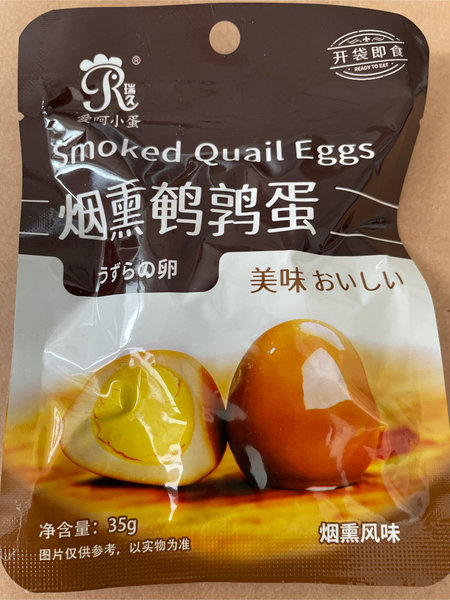 R
瑞久
®
爱呵小蛋
开袋即食
READY TO EAT
Smoked Quail Eggs
烟熏鹌鹑蛋
うずらの卵
美味 おいしい
净含量：35g
图片仅供参考，以实物为准
烟熏风味